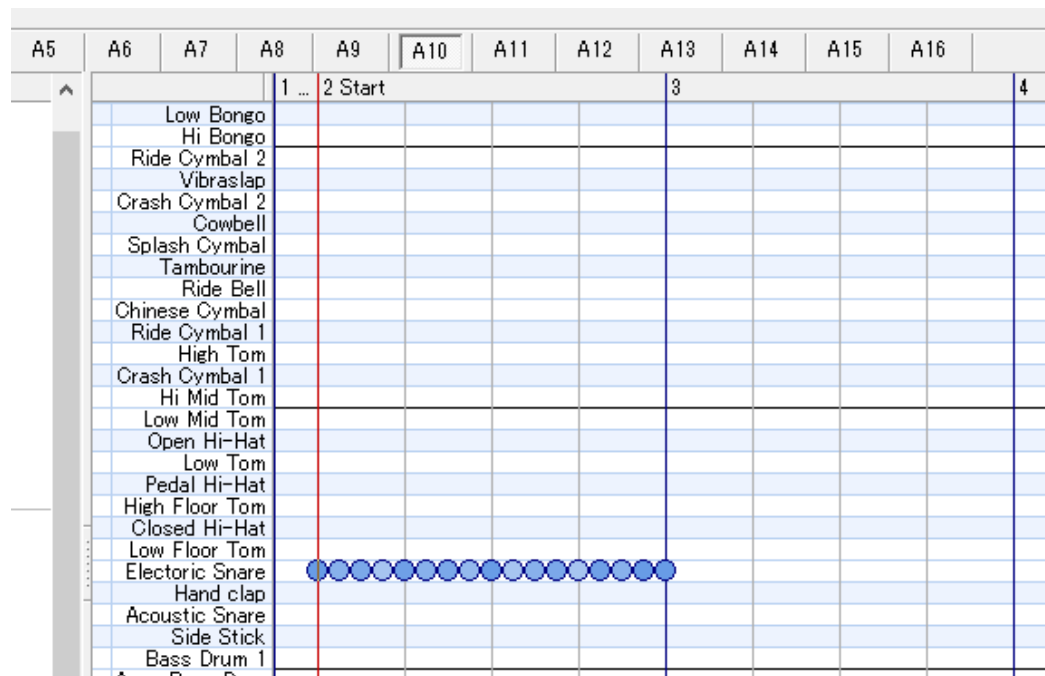 A5 A6 A7 A8 A9 A10 A11 A12 A13 A14 A15 A16
1 ... 2 Start 3 4
Low Bongo
Hi Bongo
Ride Cymbal 2
Vibraslap
Crash Cymbal 2
Cowbell
Splash Cymbal
Tambourine
Ride Bell
Chinese Cymbal
Ride Cymbal 1
High Tom
Crash Cymbal 1
Hi Mid Tom
Low Mid Tom
Open Hi-Hat
Low Tom
Pedal Hi-Hat
High Floor Tom
Closed Hi-Hat
Low Floor Tom
Electoric Snare
Hand clap
Acoustic Snare
Side Stick
Bass Drum 1